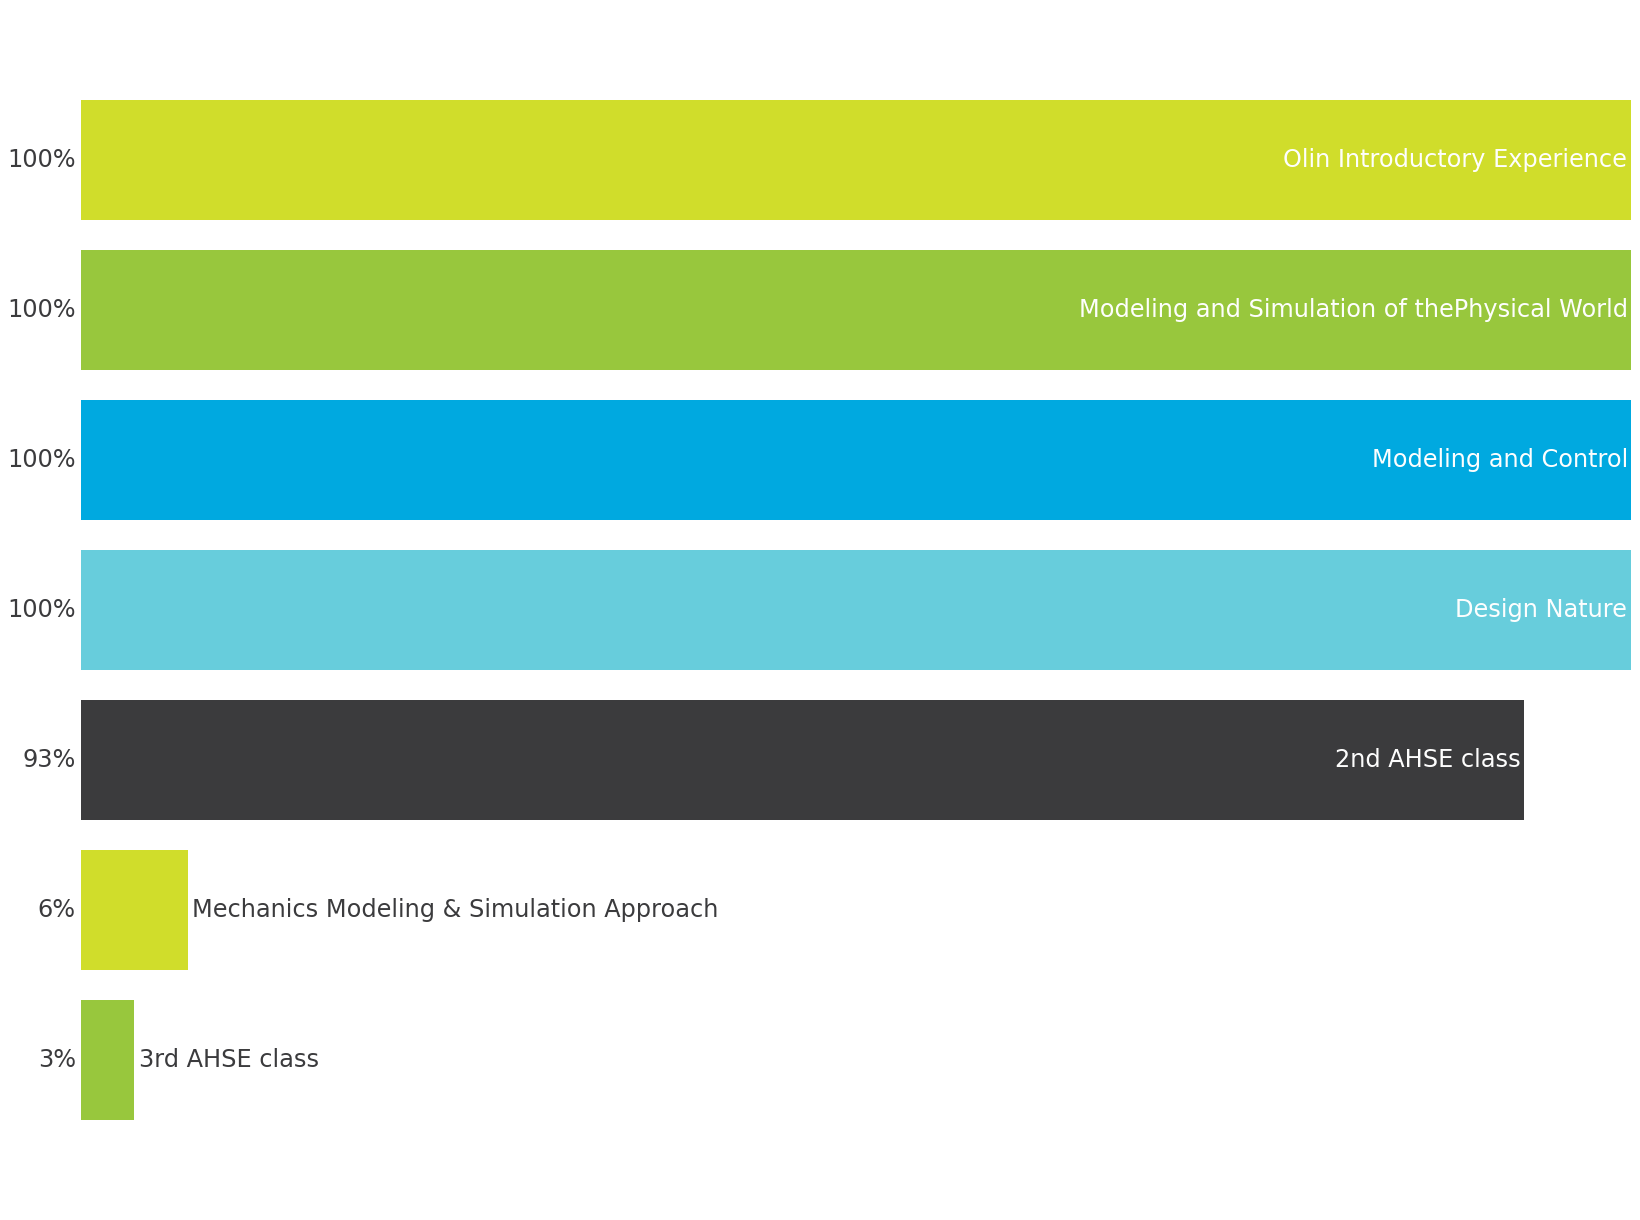 100% Olin Introductory Experience
100% Modeling and Simulation of thePhysical World
100% Modeling and Control
100% Design Nature
93% 2nd AHSE class
6% Mechanics Modeling & Simulation Approach
3% 3rd AHSE class